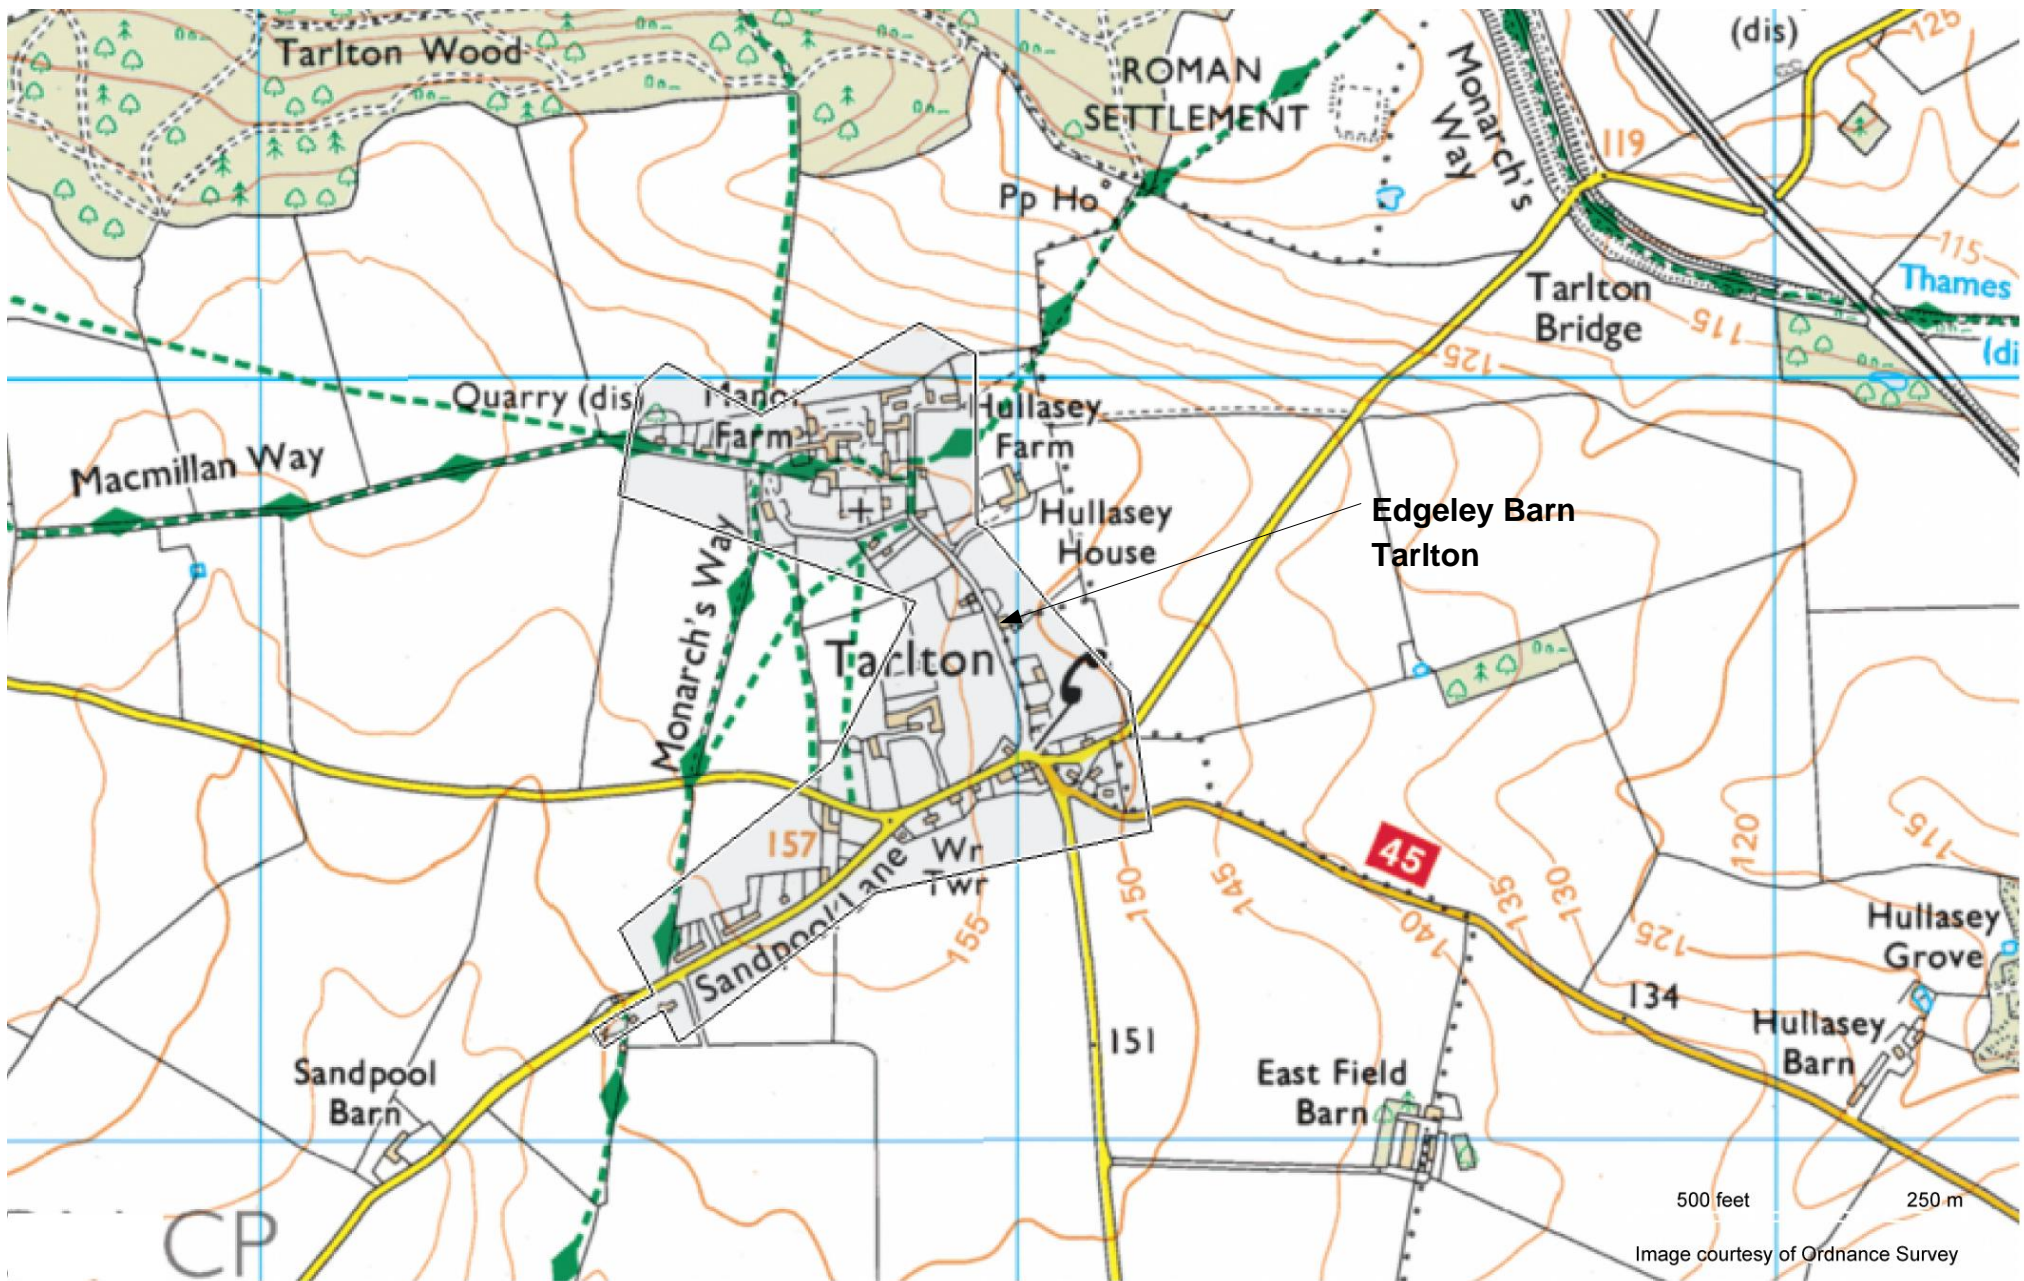 Tarlton Wood
ROMAN
SETTLEMENT
Monarch's
Way
(dis)
125
119
Pp Ho
115
Thames
(di
Tarlton
Bridge
115
125
Quarry (dis)
Manor
Farm
Hullasey
Farm
Macmillan Way
Hullasey
House
Edgeley Barn
Tarlton
Monarch's Way
Tarlton
157
Wr
Twr
Sandpool Lane
155
150
145
140
135
130
125
120
115
45
134
Hullasey
Grove
Hullasey
Barn
151
East Field
Barn
Sandpool
Barn
CP
500 feet
250 m
Image courtesy of Ordnance Survey